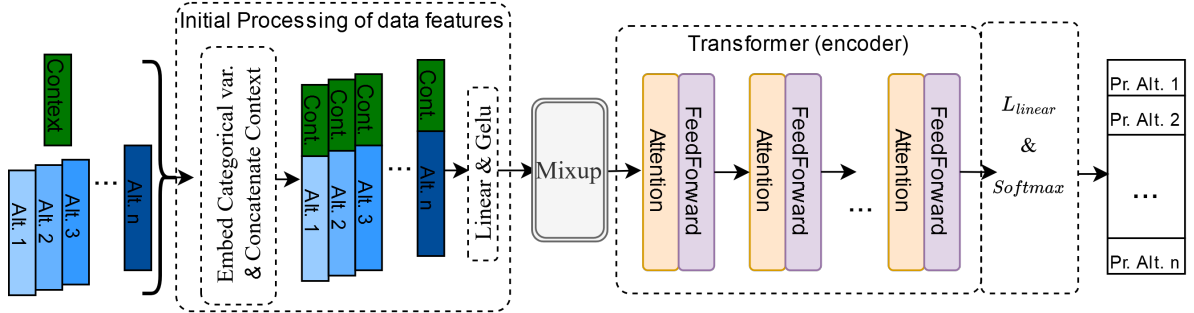 Context
Alt. 1
Alt. 2
Alt. 3
...
Alt. n
Initial Processing of data features
Embed Categorical var.
& Concatenate Context
Cont.
Cont.
Cont.
Cont.
Alt. 1
Alt. 2
Alt. 3
...
Alt. n
Linear & Gelu
Mixup
Transformer (encoder)
Attention
FeedForward
Attention
FeedForward
...
Attention
FeedForward
L_linear
&
Softmax
Pr. Alt. 1
Pr. Alt. 2
...
Pr. Alt. n